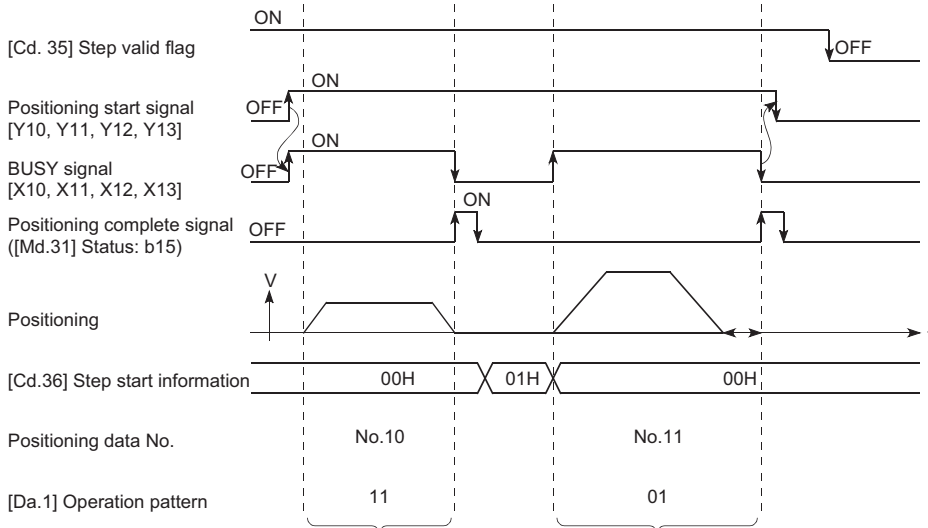 ON
[Cd. 35] Step valid flag
OFF
ON
Positioning start signal
[Y10, Y11, Y12, Y13]
OFF
ON
BUSY signal
[X10, X11, X12, X13]
OFF
ON
Positioning complete signal
([Md.31] Status: b15)
OFF
V
Positioning
[Cd.36] Step start information
00H
01H
00H
Positioning data No.
No.10
No.11
[Da.1] Operation pattern
11
01